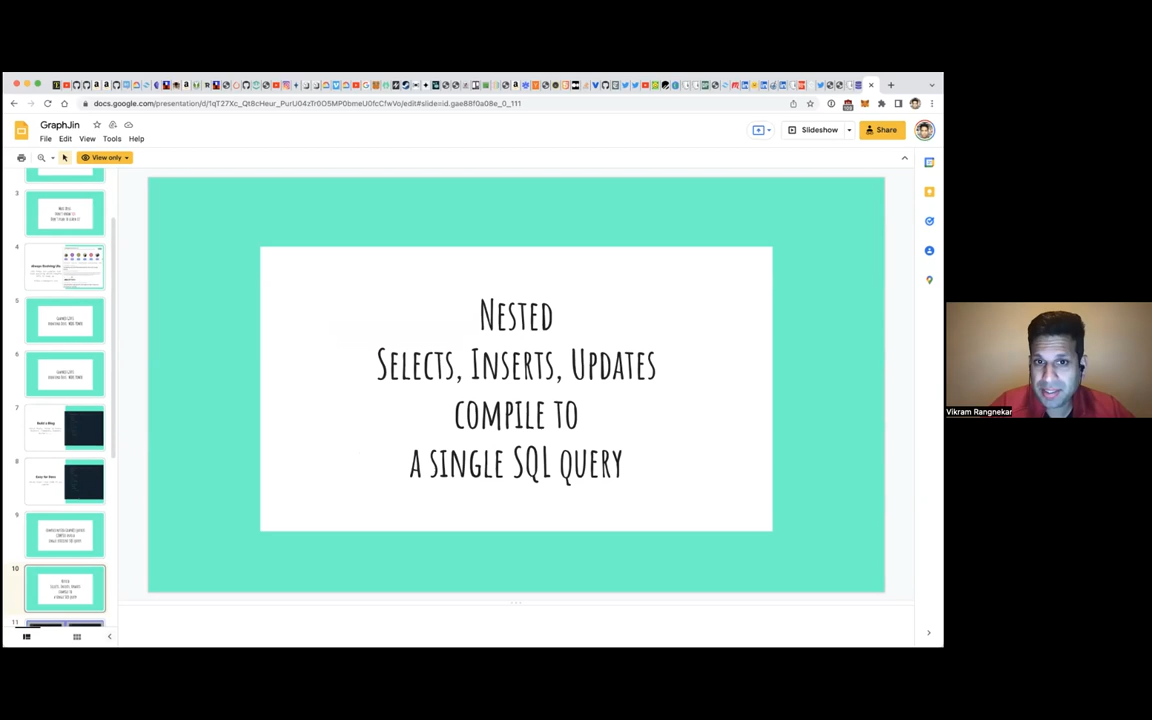 docs.google.com/presentation/d/1qT27Xc_Qt8cHeur_PurU04zTr0O5MP0bmeU0fcCfwVo/edit#slide=id.gae88f0a08e_0_111
GraphJin
File Edit View Tools Help
Slideshow
Share
View only
3
4
5
6
7
Build a Blog
8
9
10
11
Nested
Selects, Inserts, Updates
compile to
a single SQL query
Vikram Rangnekar